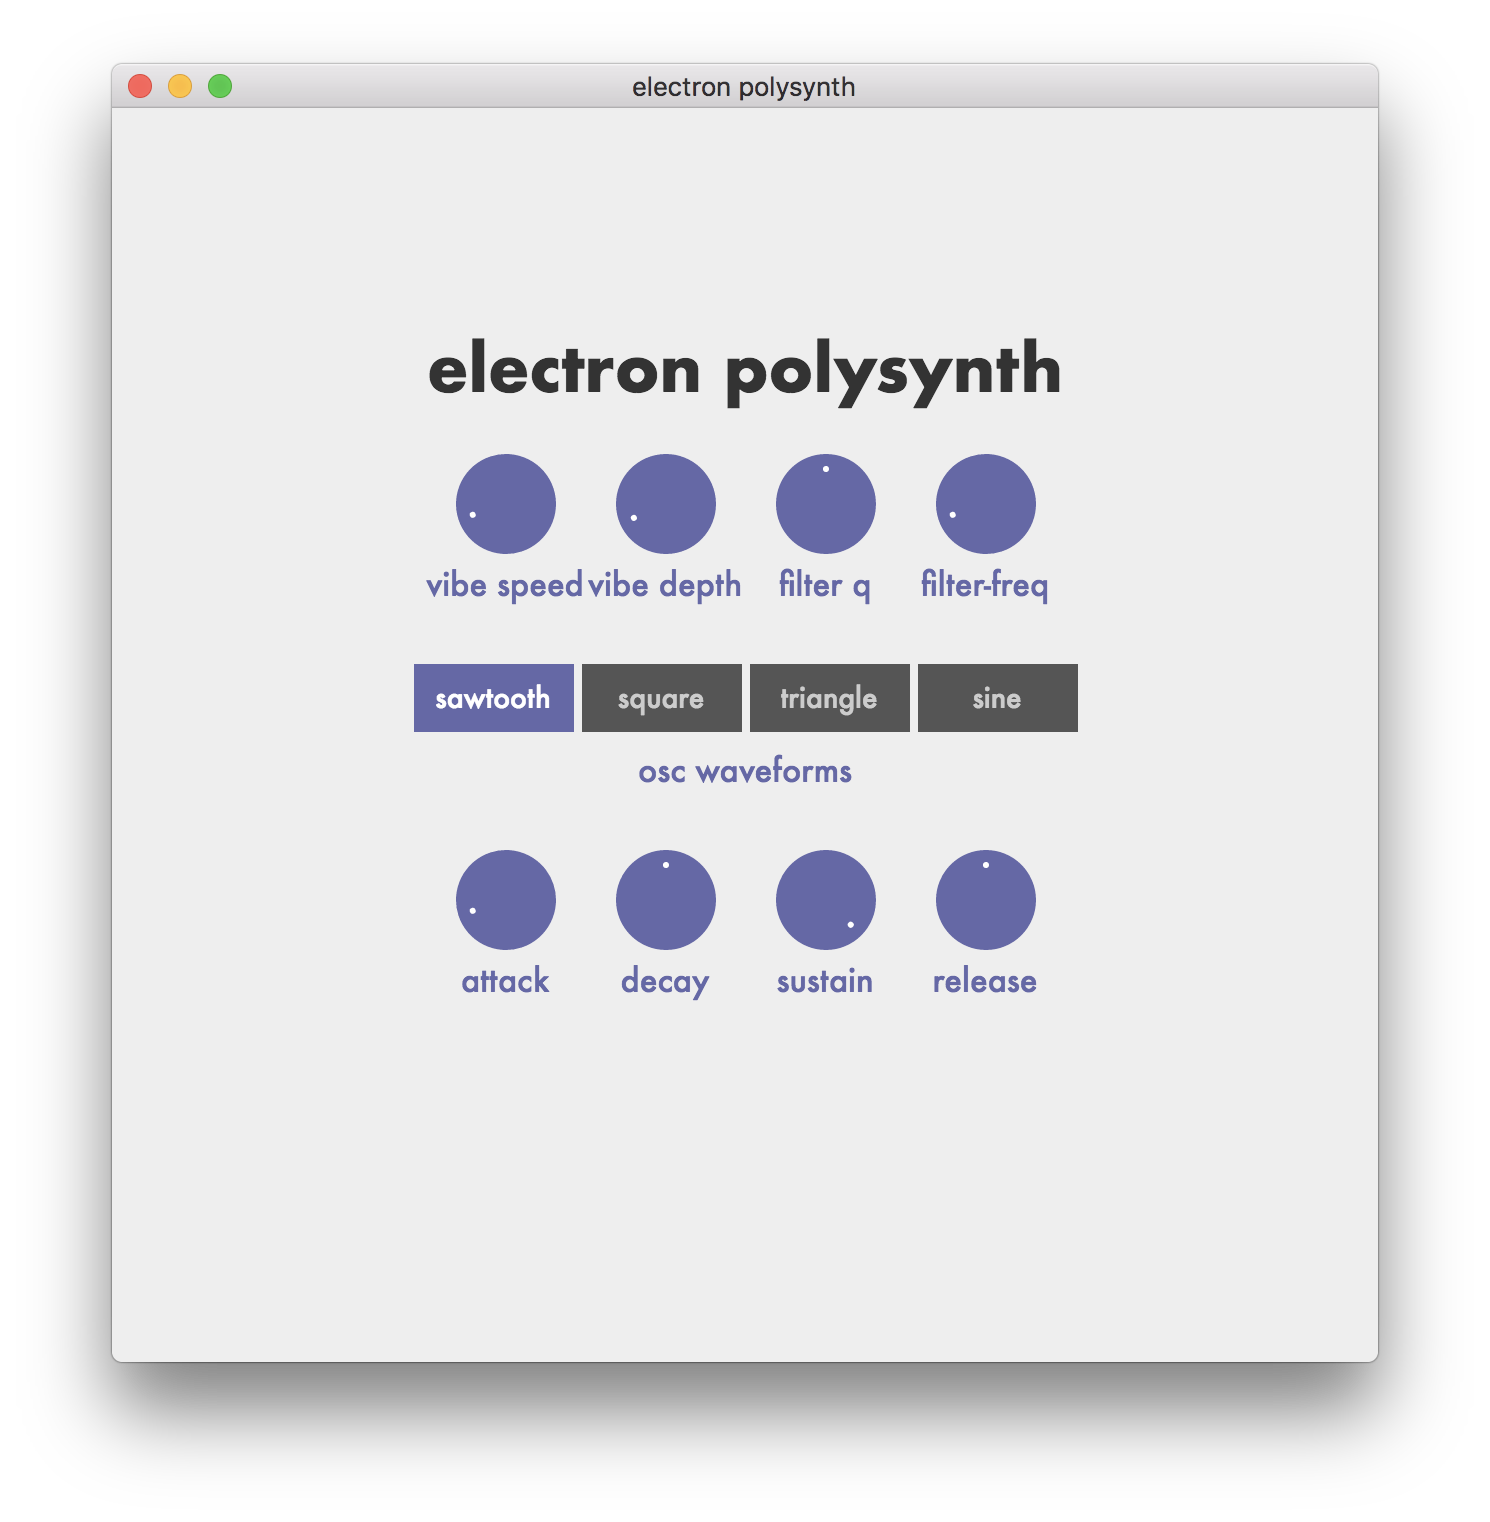 electron polysynth
electron polysynth
vibe speed vibe depth filter q filter-freq
sawtooth square triangle sine
osc waveforms
attack decay sustain release